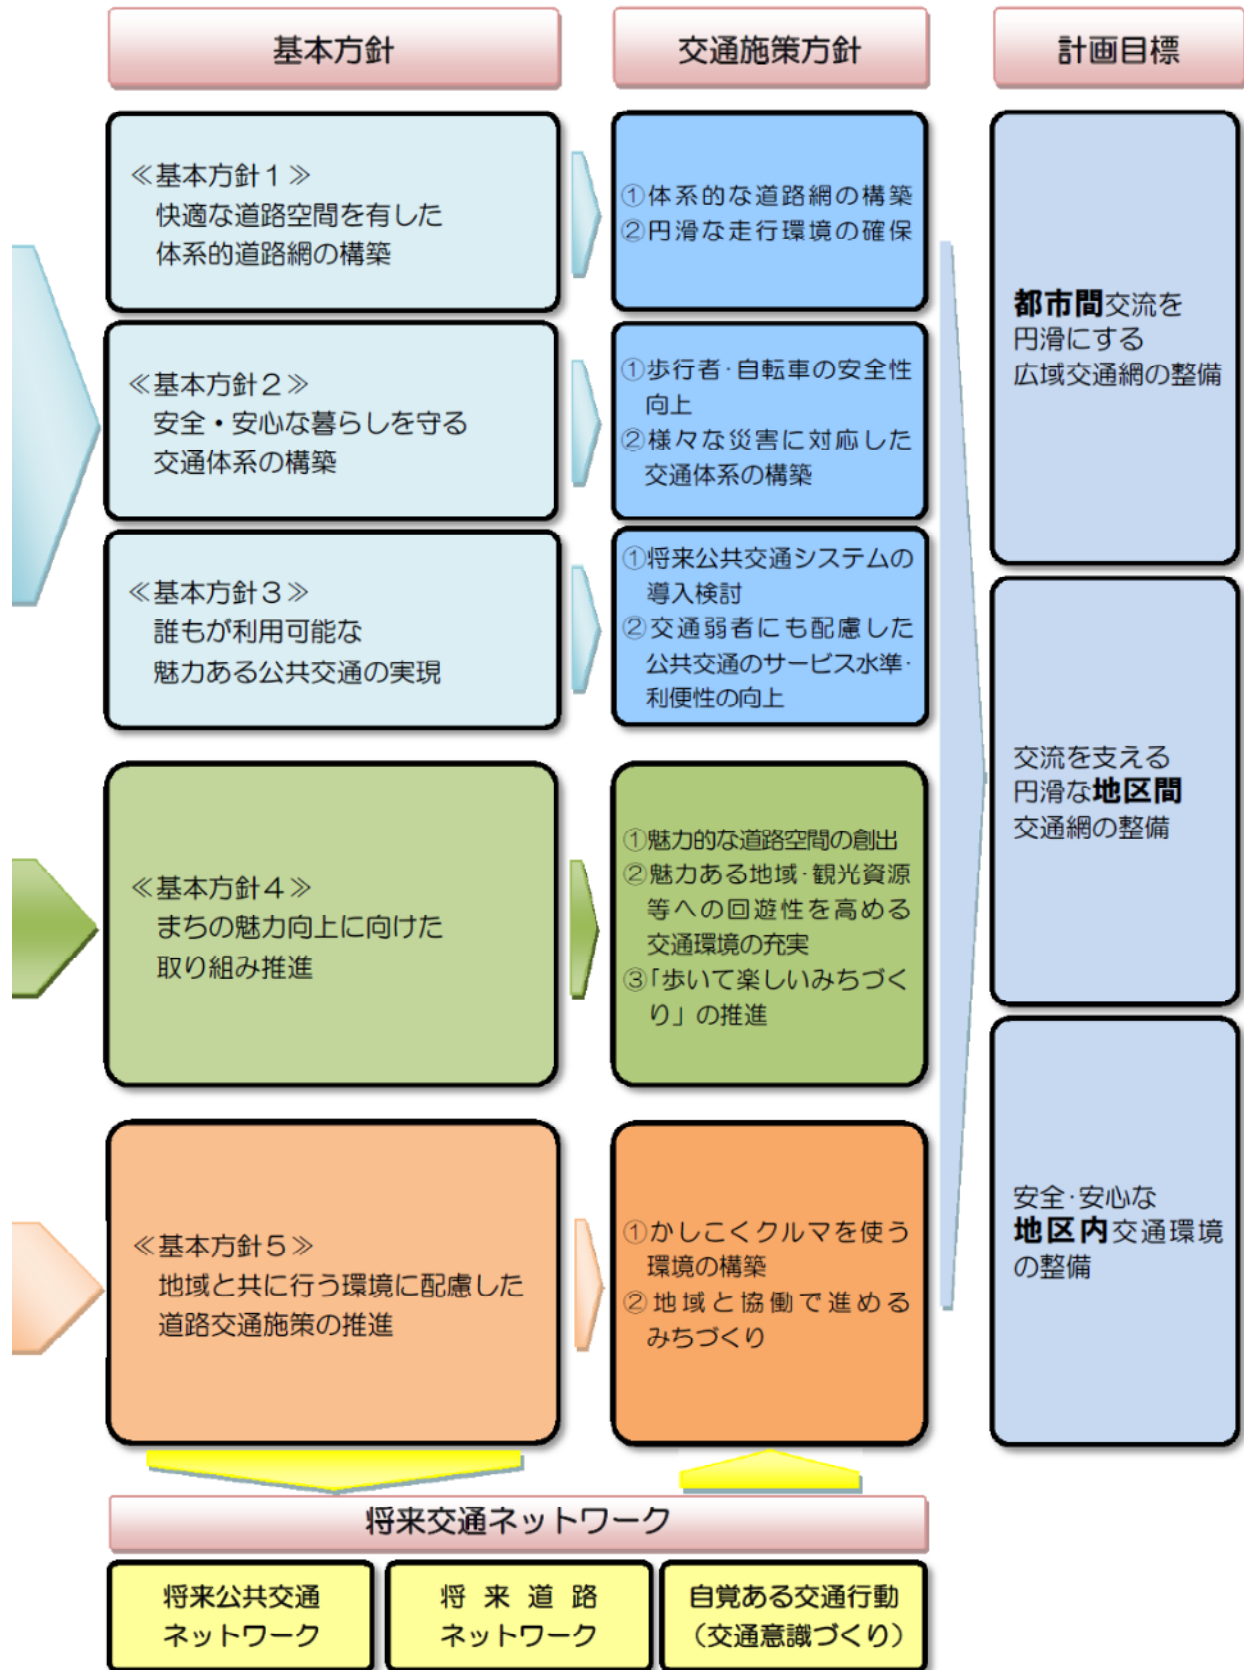 基本方針
交通施策方針
計画目標
≪基本方針１≫
快適な道路空間を有した
体系的道路網の構築
①体系的な道路網の構築
②円滑な走行環境の確保
≪基本方針２≫
安全・安心な暮らしを守る
交通体系の構築
①歩行者･自転車の安全性
向上
②様々な災害に対応した
交通体系の構築
≪基本方針３≫
誰もが利用可能な
魅力ある公共交通の実現
①将来公共交通システムの
導入検討
②交通弱者にも配慮した
公共交通のサービス水準･
利便性の向上
≪基本方針４≫
まちの魅力向上に向けた
取り組み推進
①魅力的な道路空間の創出
②魅力ある地域･観光資源
等への回遊性を高める
交通環境の充実
③「歩いて楽しいみちづく
り」の推進
≪基本方針５≫
地域と共に行う環境に配慮した
道路交通施策の推進
①かしこくクルマを使う
環境の構築
②地域と協働で進める
みちづくり
都市間交流を
円滑にする
広域交通網の整備
交流を支える
円滑な地区間
交通網の整備
安全･安心な
地区内交通環境
の整備
将来交通ネットワーク
将来公共交通
ネットワーク
将来道路
ネットワーク
自覚ある交通行動
（交通意識づくり）